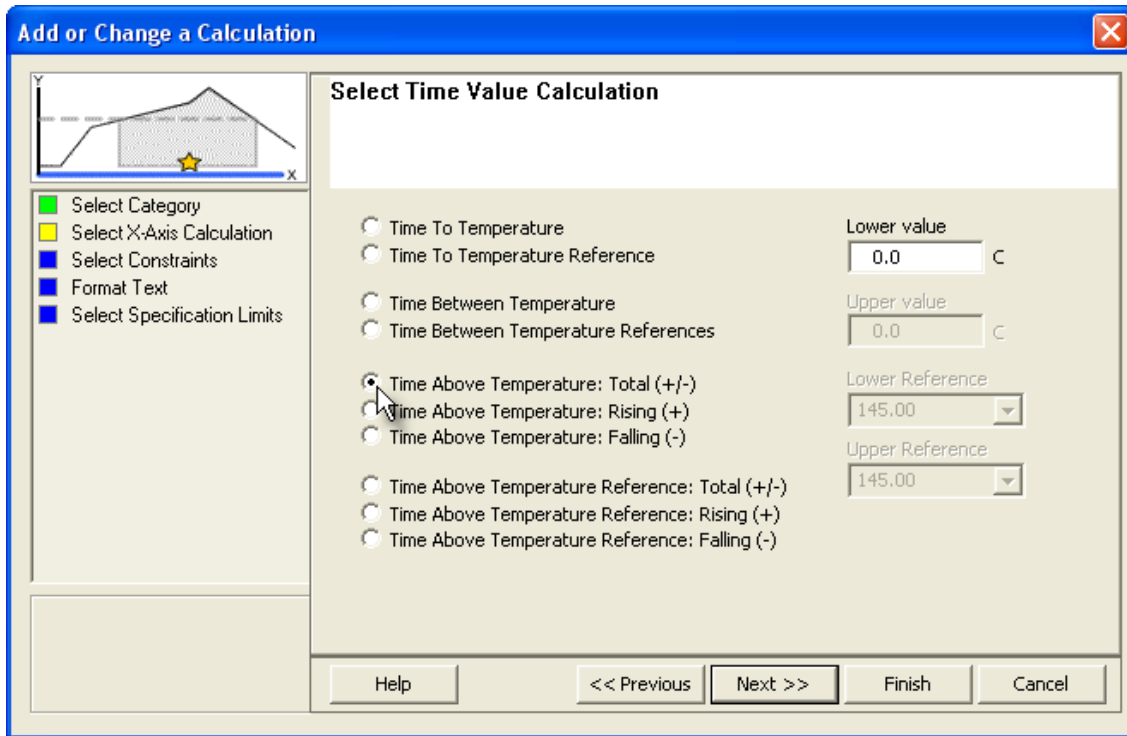 Add or Change a Calculation
Y
X
Select Category
Select X-Axis Calculation
Select Constraints
Format Text
Select Specification Limits
Select Time Value Calculation
Time To Temperature
Time To Temperature Reference
Time Between Temperature
Time Between Temperature References
Time Above Temperature: Total (+/-)
Time Above Temperature: Rising (+)
Time Above Temperature: Falling (-)
Time Above Temperature Reference: Total (+/-)
Time Above Temperature Reference: Rising (+)
Time Above Temperature Reference: Falling (-)
Lower value
0.0 C
Upper value
0.0 C
Lower Reference
145.00
Upper Reference
145.00
Help
<< Previous
Next >>
Finish
Cancel